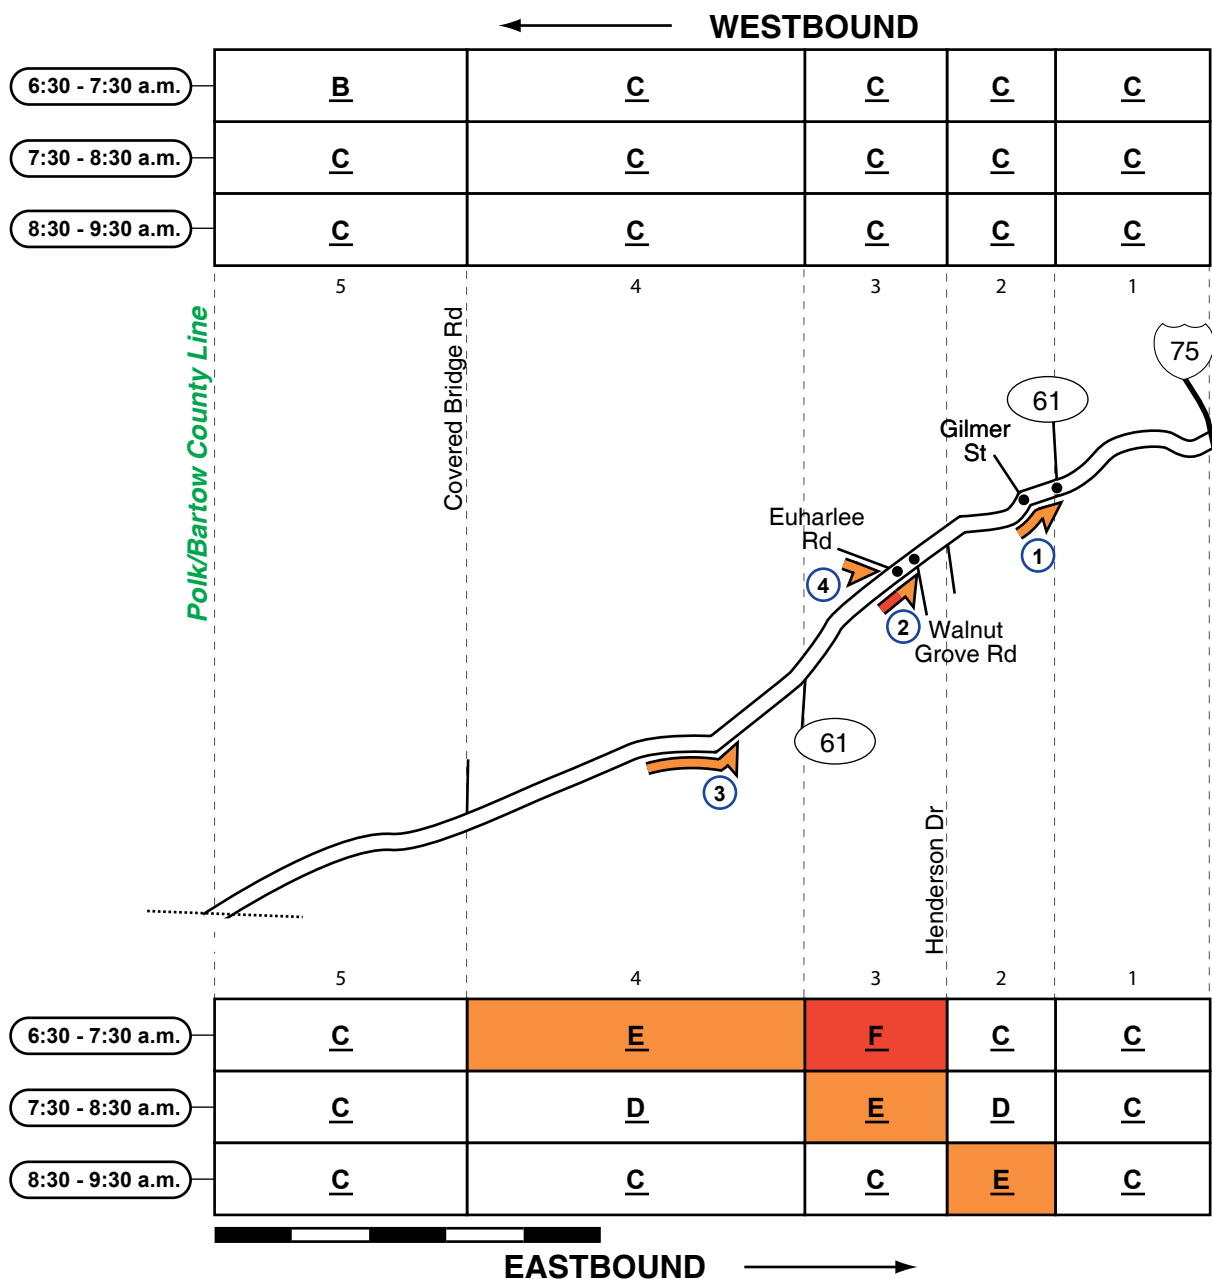 WESTBOUND
6:30 - 7:30 a.m. B C C C C
7:30 - 8:30 a.m. C C C C C
8:30 - 9:30 a.m. C C C C C
5 4 3 2 1
Polk/Bartow County Line
Covered Bridge Rd
75
61
Gilmer
St
Euharlee
Rd
1
4
2
Walnut
Grove Rd
61
3
Henderson Dr
5 4 3 2 1
6:30 - 7:30 a.m. C E F C C
7:30 - 8:30 a.m. C D E D C
8:30 - 9:30 a.m. C C C E C
EASTBOUND